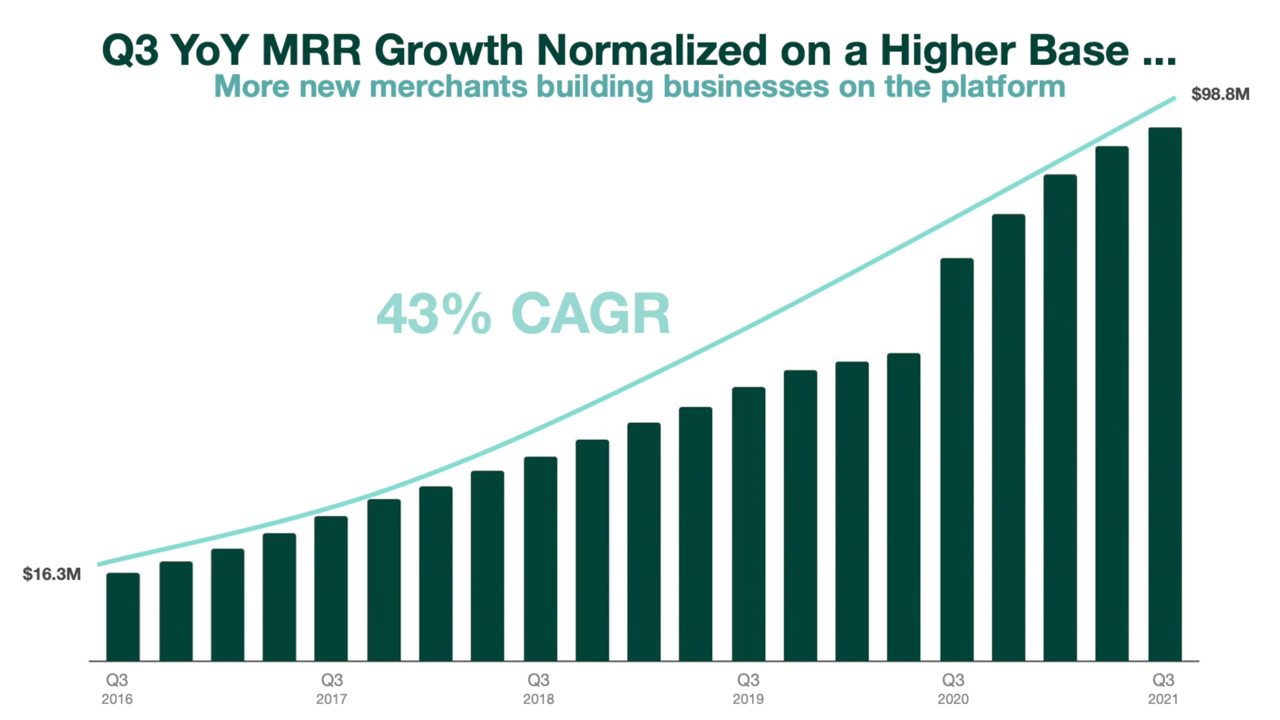 Q3 YoY MRR Growth Normalized on a Higher Base ...
More new merchants building businesses on the platform
$98.8M
43% CAGR
$16.3M
Q3 Q3 Q3 Q3 Q3 Q3
2016 2017 2018 2019 2020 2021